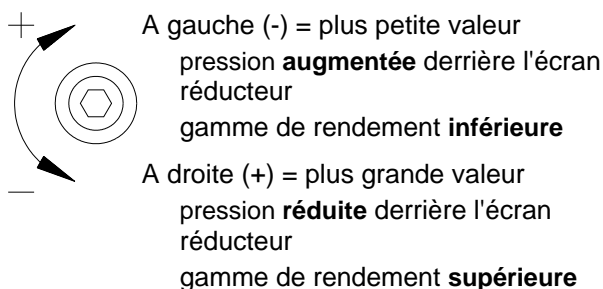 +
A gauche (-) = plus petite valeur
pression augmentée derrière l'écran
réducteur
gamme de rendement inférieure
A droite (+) = plus grande valeur
pression réduite derrière l'écran
réducteur
gamme de rendement supérieure
—